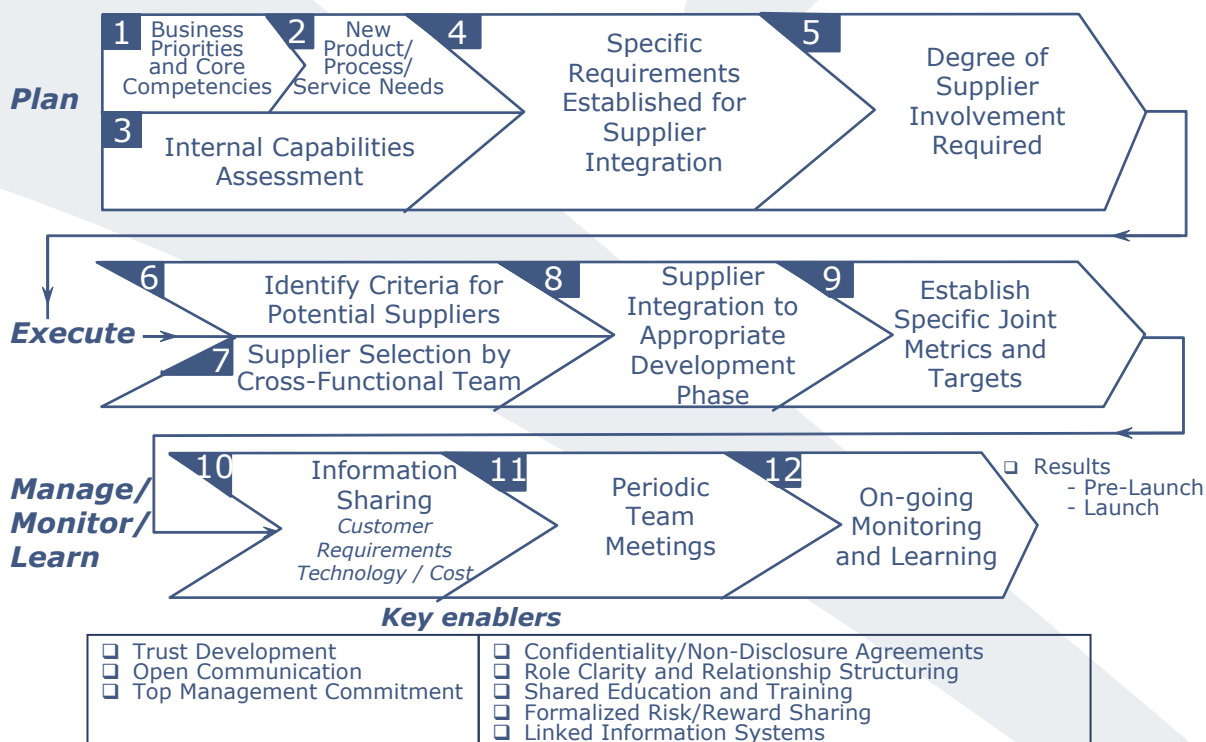 Plan
1
Business
Priorities
and Core
Competencies
2
New
Product/
Process/
Service Needs
3
Internal Capabilities
Assessment
4
Specific
Requirements
Established for
Supplier
Integration
5
Degree of
Supplier
Involvement
Required
Execute
6
Identify Criteria for
Potential Suppliers
7
Supplier Selection by
Cross-Functional Team
8
Supplier
Integration to
Appropriate
Development
Phase
9
Establish
Specific Joint
Metrics and
Targets
Manage/
Monitor/
Learn
10
Information
Sharing
Customer
Requirements
Technology / Cost
11
Periodic
Team
Meetings
12
On-going
Monitoring
and Learning
❑ Results
- Pre-Launch
- Launch
Key enablers
❑ Trust Development
❑ Open Communication
❑ Top Management Commitment
❑ Confidentiality/Non-Disclosure Agreements
❑ Role Clarity and Relationship Structuring
❑ Shared Education and Training
❑ Formalized Risk/Reward Sharing
❑ Linked Information Systems